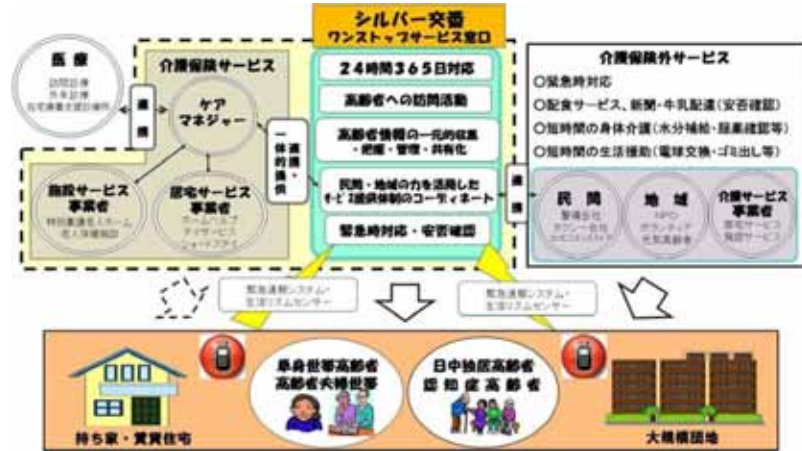 シルバー交番
ワンストップサービス窓口
医療
訪問診療
外来診療
在宅療養支援診療所
連携
介護保険サービス
ケア
マネジャー
連携・
一体的提供
施設サービス
事業者
特別養護老人ホーム
老人保健施設
居宅サービス
事業者
ホームヘルプ
デイサービス
ショートステイ
24時間365日対応
高齢者への訪問活動
高齢者情報の一元的収集
・把握・管理・共有化
民間・地域の力を活用した
サービス提供体制のコーディネート
緊急時対応・安否確認
連携
介護保険外サービス
○緊急時対応
○配食サービス、新聞・牛乳配達(安否確認)
○短時間の身体介護(水分補給・服薬確認等)
○短時間の生活援助(電球交換・ゴミ出し等)
民間
警備会社
タクシー会社
地域
NPO
ボランティア
元気高齢者
介護サービス
事業者
居宅サービス
施設サービス
緊急通報システム・
生活リズムセンサー
緊急通報システム・
生活リズムセンサー
単身世帯高齢者
高齢者夫婦世帯
日中独居高齢者
認知症高齢者
持ち家・賃貸住宅
大規模団地